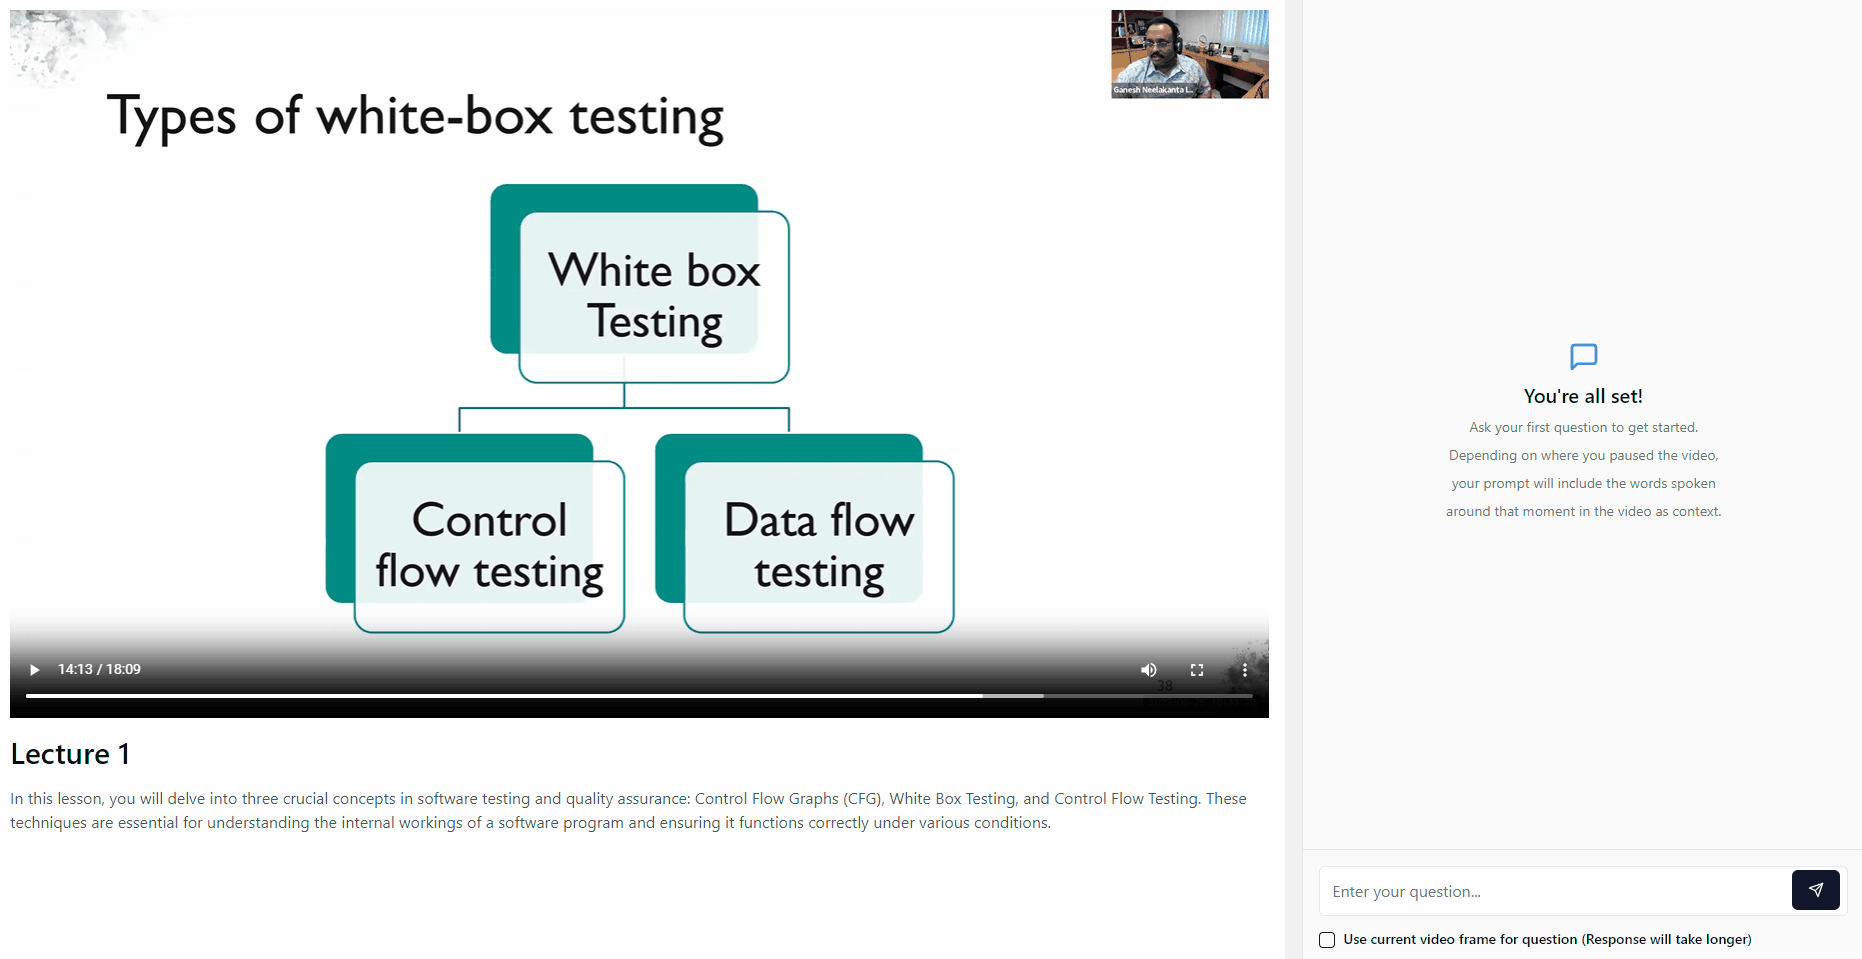 Ganesh Neelakanta I...
Types of white-box testing
White box
Testing
Control
flow testing
Data flow
testing
14:13 / 18:09
38
Lecture 1
In this lesson, you will delve into three crucial concepts in software testing and quality assurance: Control Flow Graphs (CFG), White Box Testing, and Control Flow Testing. These
techniques are essential for understanding the internal workings of a software program and ensuring it functions correctly under various conditions.
You're all set!
Ask your first question to get started.
Depending on where you paused the video,
your prompt will include the words spoken
around that moment in the video as context.
Enter your question...
Use current video frame for question (Response will take longer)